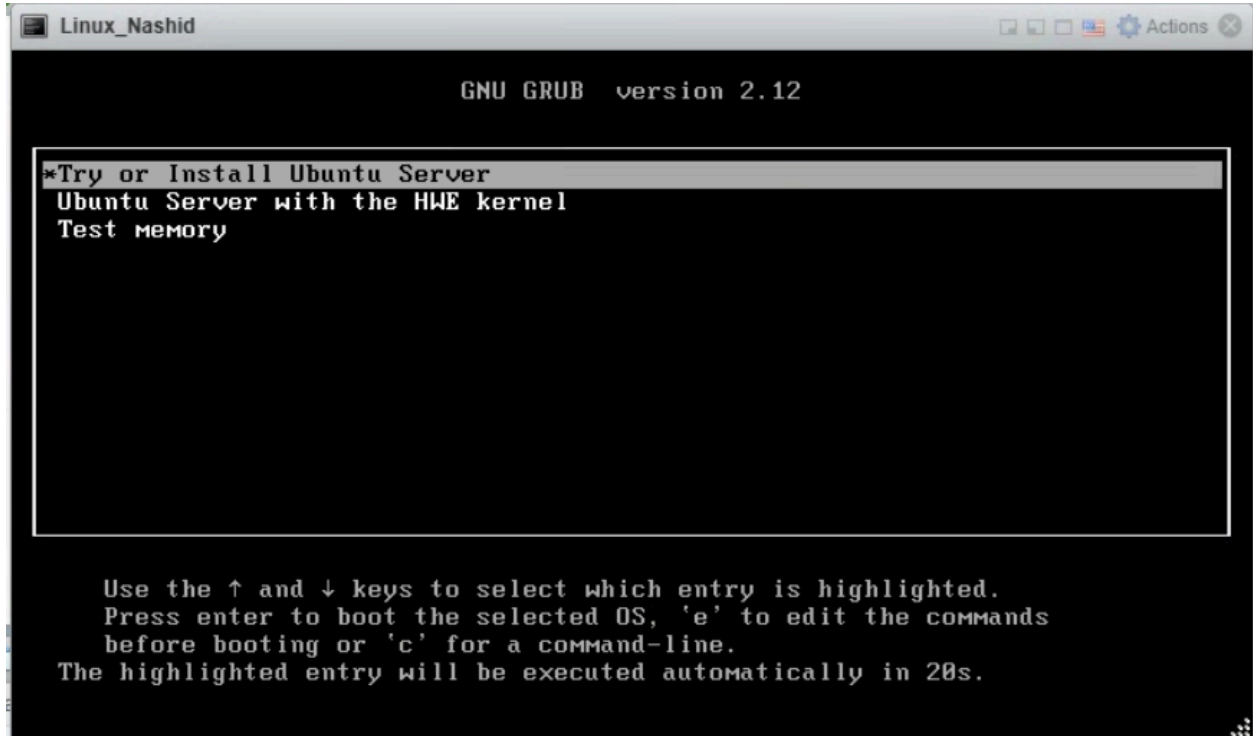 Linux_Nashid
Actions
GNU GRUB version 2.12
*Try or Install Ubuntu Server
Ubuntu Server with the HWE kernel
Test memory
Use the ↑ and ↓ keys to select which entry is highlighted.
Press enter to boot the selected OS, 'e' to edit the commands
before booting or 'c' for a command-line.
The highlighted entry will be executed automatically in 20s.